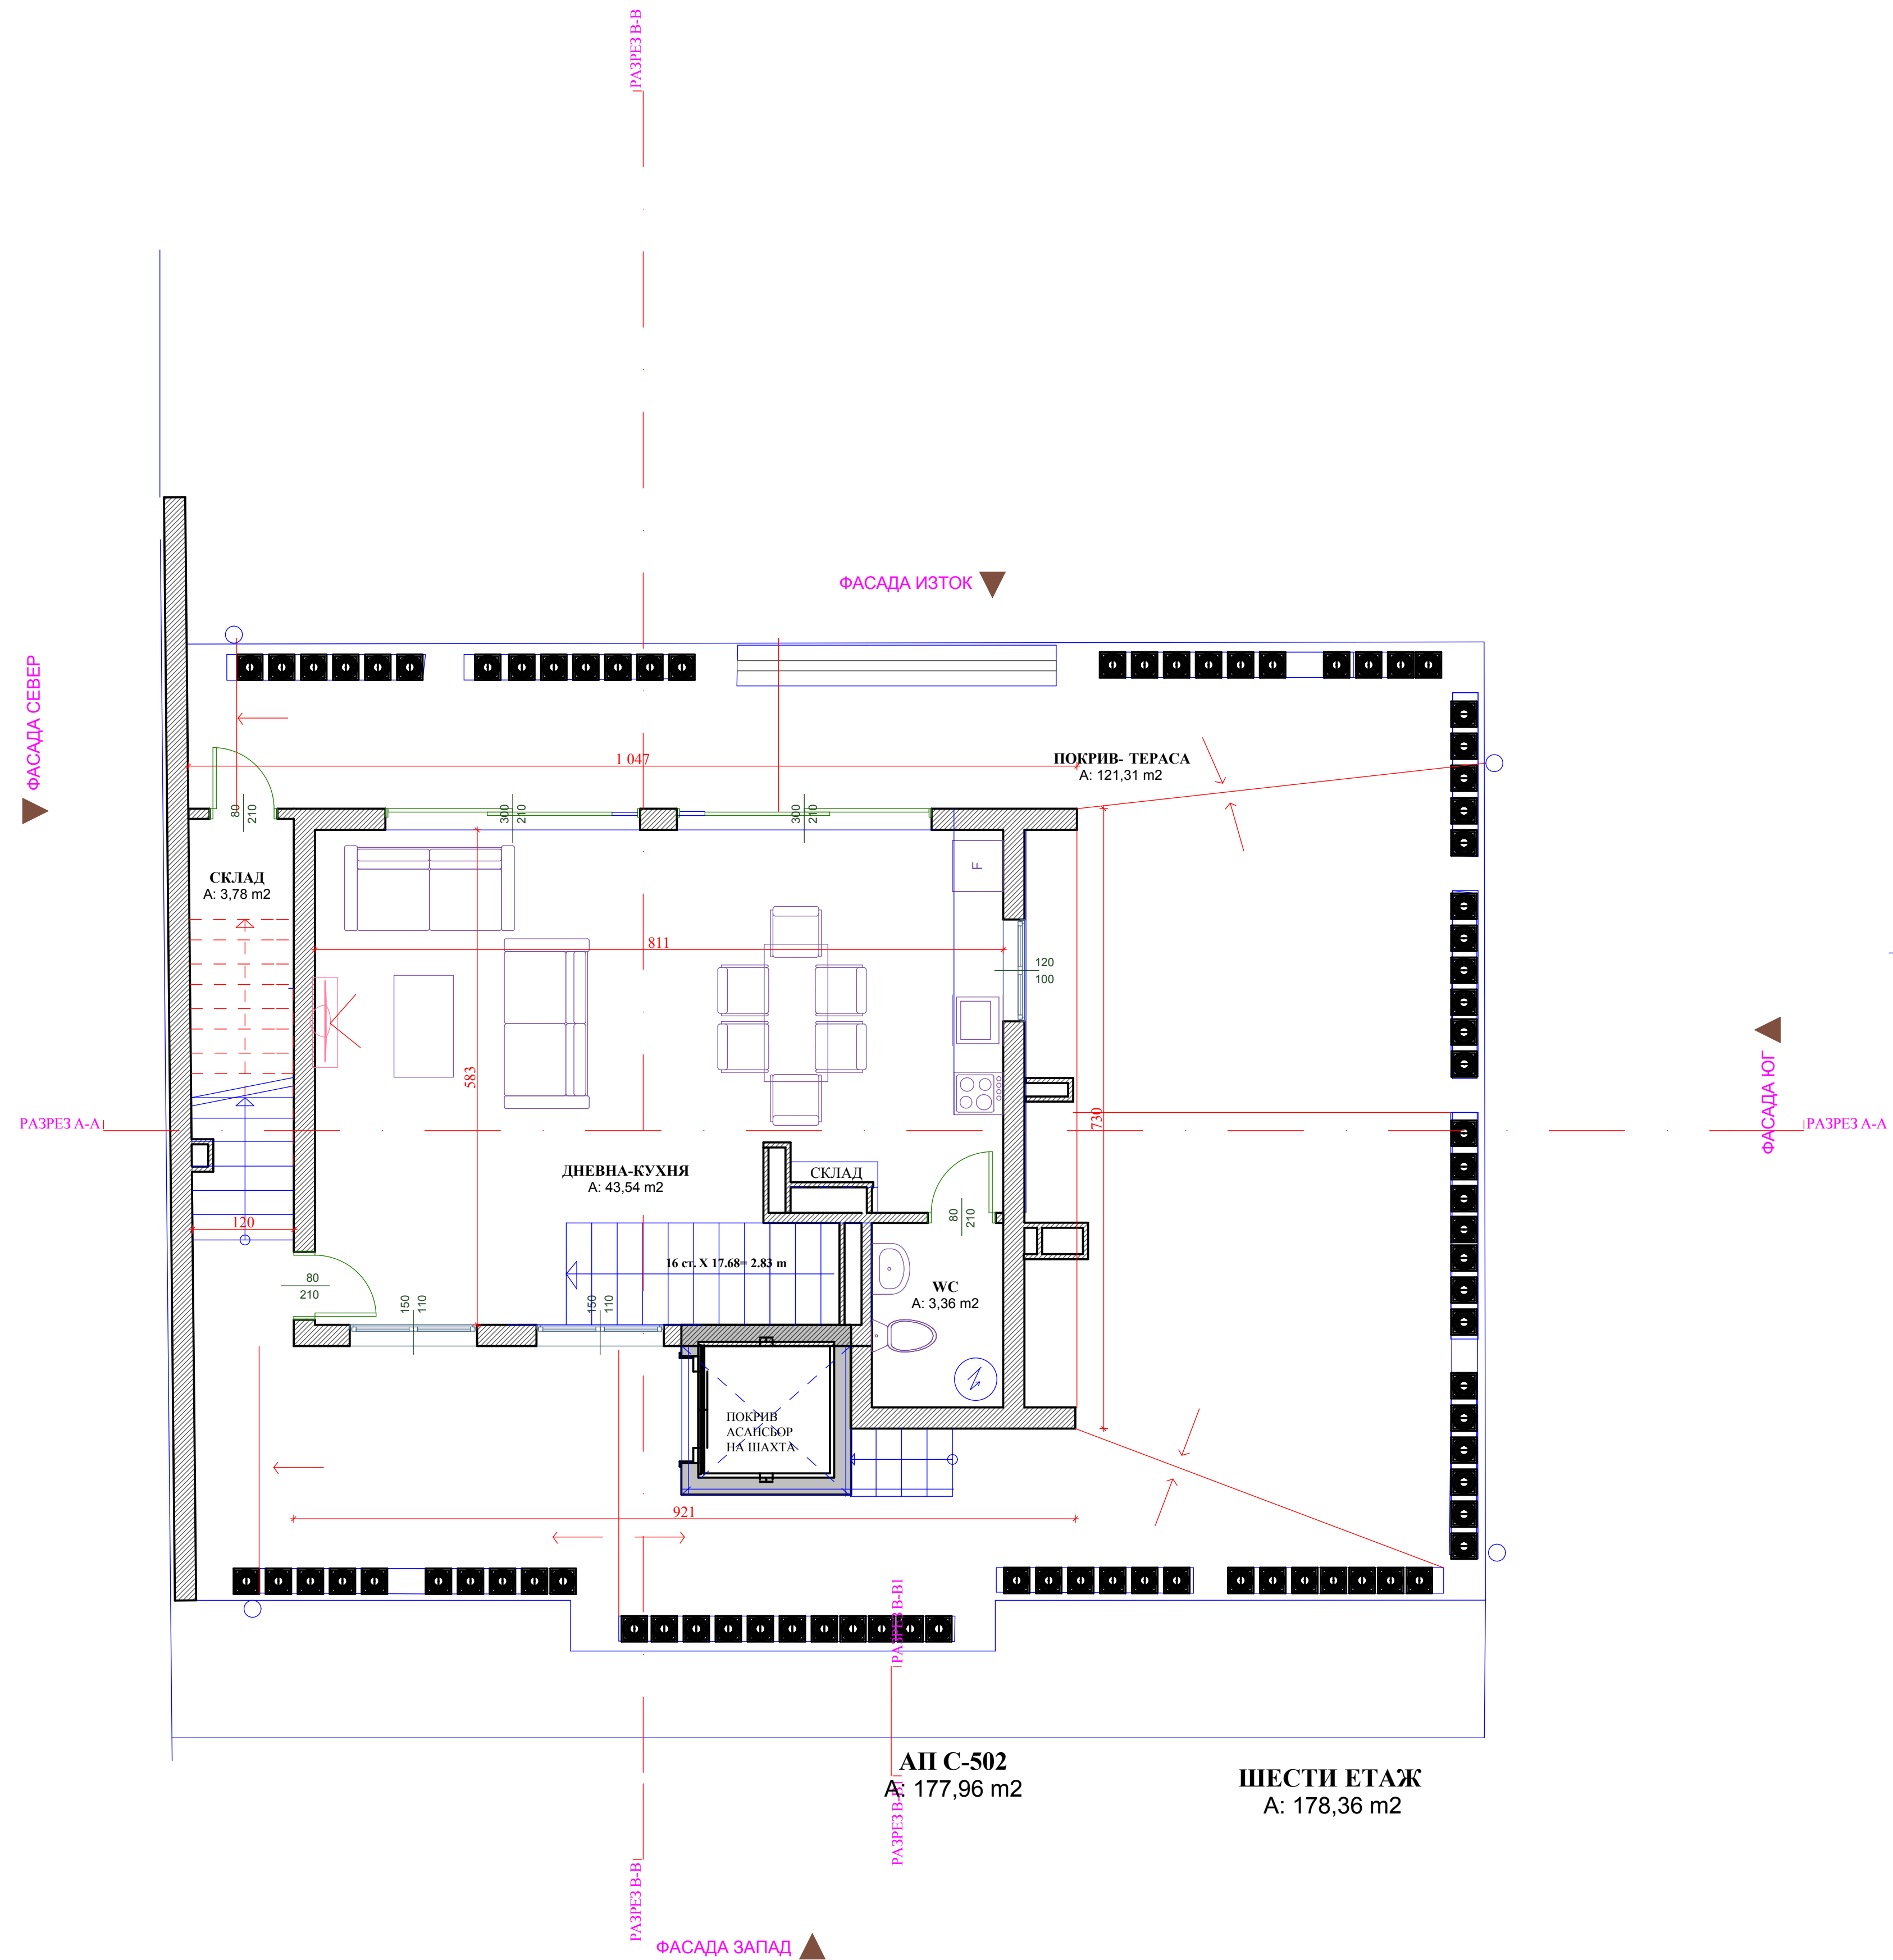 РАЗРЕЗ B-B
ФАСАДА ИЗТОК
ФАСАДА СЕВЕР
1 047
ПОКРИВ- ТЕРАСА
A: 121,31 m2
80
210
300
210
300
210
СКЛАД
A: 3,78 m2
F
811
120
100
583
730
ФАСАДА ЮГ
РАЗРЕЗ A-A
РАЗРЕЗ A-A
ДНЕВНА-КУХНЯ
A: 43,54 m2
СКЛАД
120
80
210
16 ст. X 17.68= 2.83 m
WC
A: 3,36 m2
80
210
150
110
150
110
ПОКРИВ
АСАНСЬОР
НА ШАХТА
921
РАЗРЕЗ B-B1
АП С-502
A: 177,96 m2
ШЕСТИ ЕТАЖ
A: 178,36 m2
РАЗРЕЗ B-B1
РАЗРЕЗ B-B
ФАСАДА ЗАПАД